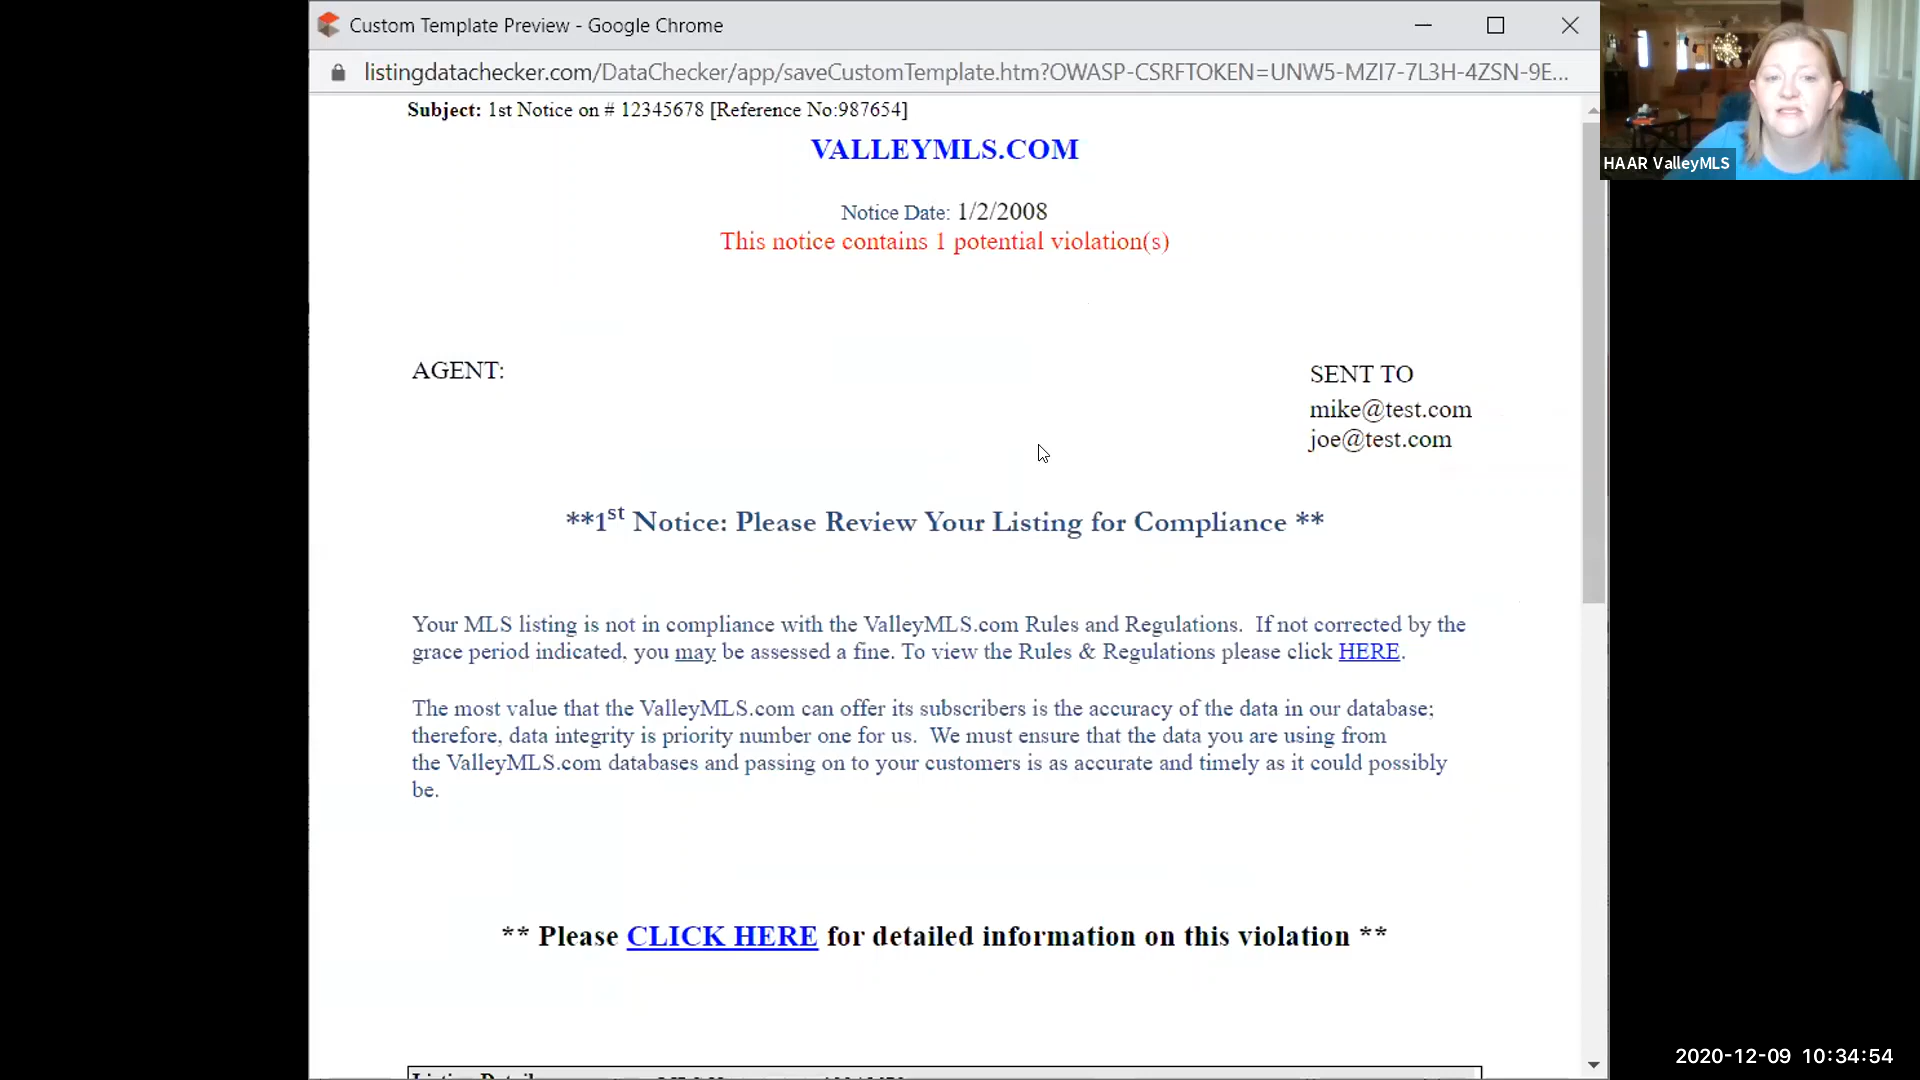 Custom Template Preview - Google Chrome
listingdatachecker.com/DataChecker/app/saveCustomTemplate.htm?OWASP-CSRFTOKEN=UNW5-MZI7-7L3H-4ZSN-9E...
HAAR ValleyMLS
Subject: 1st Notice on # 12345678 [Reference No:987654]
VALLEYMLS.COM
Notice Date: 1/2/2008
This notice contains 1 potential violation(s)
AGENT:
SENT TO
mike@test.com
joe@test.com
**1st Notice: Please Review Your Listing for Compliance **
Your MLS listing is not in compliance with the ValleyMLS.com Rules and Regulations.  If not corrected by the
grace period indicated, you may be assessed a fine. To view the Rules & Regulations please click HERE.
The most value that the ValleyMLS.com can offer its subscribers is the accuracy of the data in our database;
therefore, data integrity is priority number one for us.  We must ensure that the data you are using from
the ValleyMLS.com databases and passing on to your customers is as accurate and timely as it could possibly
be.
** Please CLICK HERE for detailed information on this violation **
2020-12-09 10:34:54